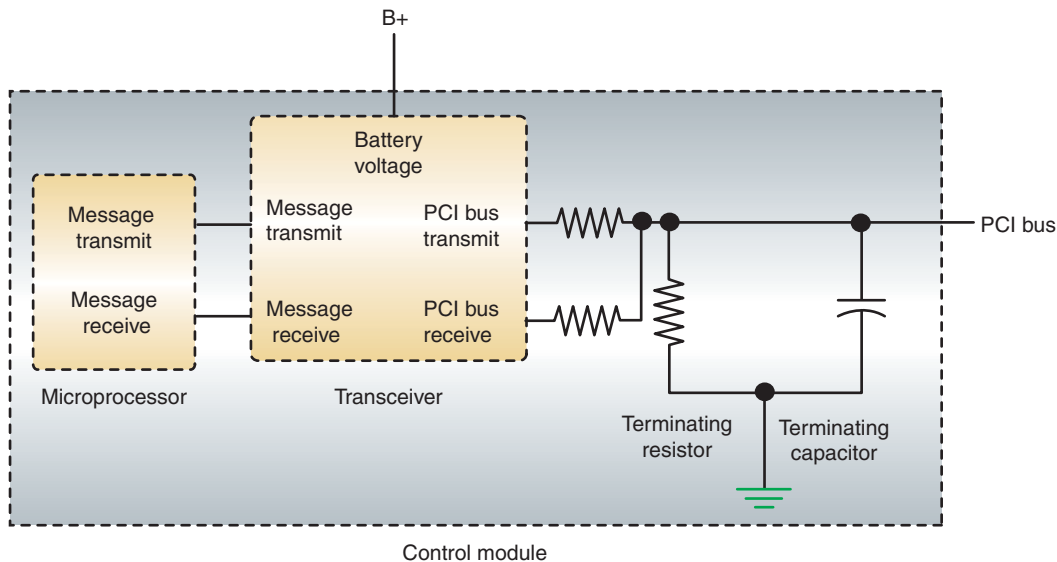 B+
Battery
voltage
Message
transmit
Message
receive
Message
transmit
PCI bus
transmit
Message
receive
PCI bus
receive
PCI bus
Microprocessor
Transceiver
Terminating
resistor
Terminating
capacitor
Control module